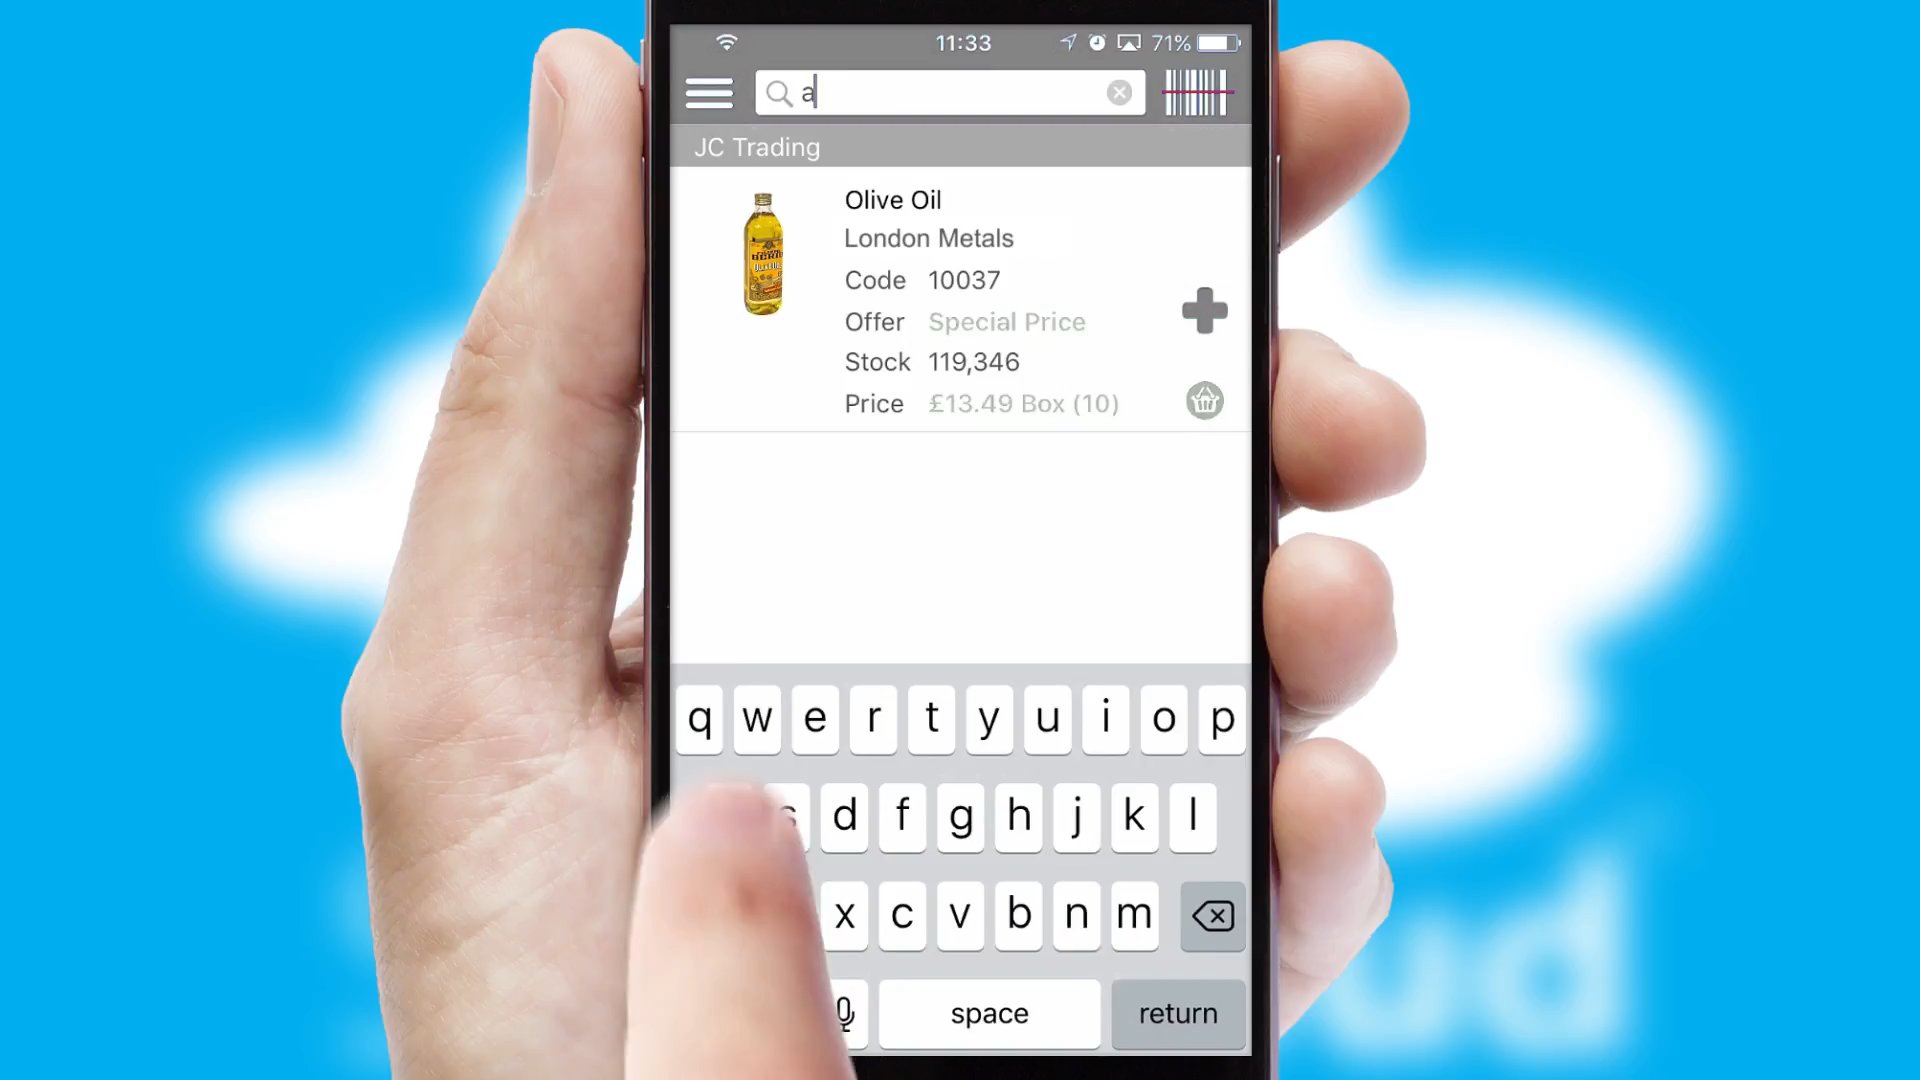 11:33
71%
a
JC Trading
Olive Oil
London Metals
Code 10037
Offer Special Price
Stock 119,346
Price £13.49 Box (10)
q w e r t y u i o p
s d f g h j k l
x c v b n m
space return
ud